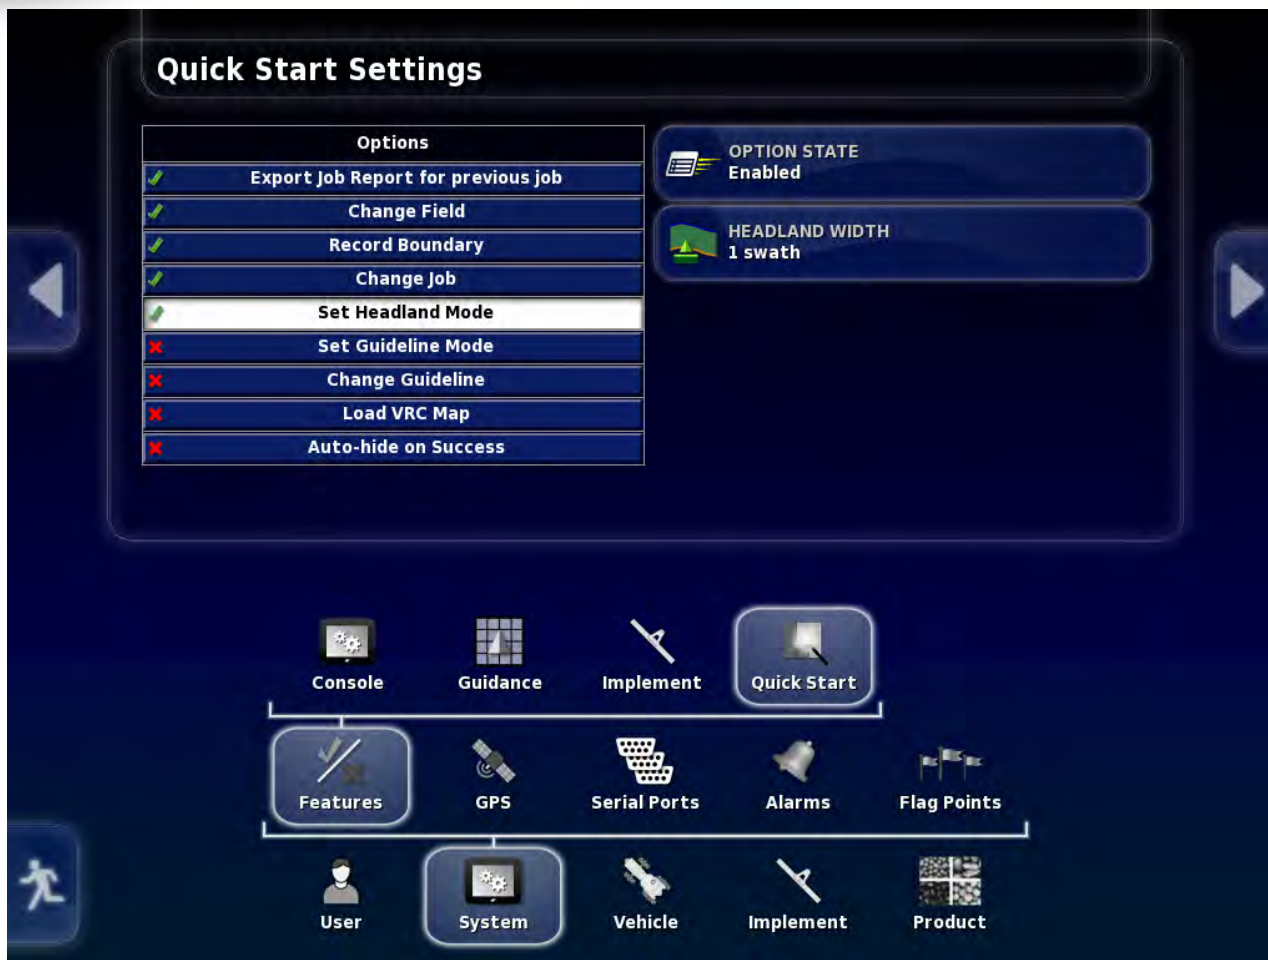 Quick Start Settings
Options
Export Job Report for previous job
Change Field
Record Boundary
Change Job
Set Headland Mode
Set Guideline Mode
Change Guideline
Load VRC Map
Auto-hide on Success
OPTION STATE
Enabled
HEADLAND WIDTH
1 swath
Console
Guidance
Implement
Quick Start
Features
GPS
Serial Ports
Alarms
Flag Points
User
System
Vehicle
Implement
Product